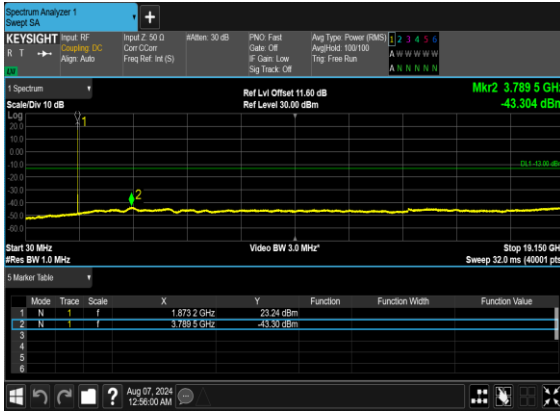 Spectrum Analyzer 1
Swept SA
+
KEYSIGHT Input: RF Input Z: 50 Ω #Atten: 30 dB PNO: Fast Avg Type: Power (RMS) 1 2 3 4 5 6
R T Coupling: DC Corr CCorr Gate: Off Avg|Hold: 100/100 A W W W W W
Align: Auto Freq Ref: Int (S) IF Gain: Low Trig: Free Run
Sig Track: Off A N N N N N
1 Spectrum Ref Lvl Offset 11.60 dB Mkr2 3.789 5 GHz
Scale/Div 10 dB Ref Level 30.00 dBm -43.304 dBm
Log
20.0
10.0
0.00
-10.0
-20.0
-30.0
-40.0
-50.0
-60.0
1
2
DL1 -13.00 dBm
Start 30 MHz Video BW 3.0 MHz* Stop 19.150 GH
#Res BW 1.0 MHz Sweep 32.0 ms (40001 pts
5 Marker Table
Mode Trace Scale X Y Function Function Width Function Value
1 N 1 f 1.873 2 GHz 23.24 dBm
2 N 1 f 3.789 5 GHz -43.30 dBm
3
4
5
6
? Aug 07, 2024
12:56:00 AM